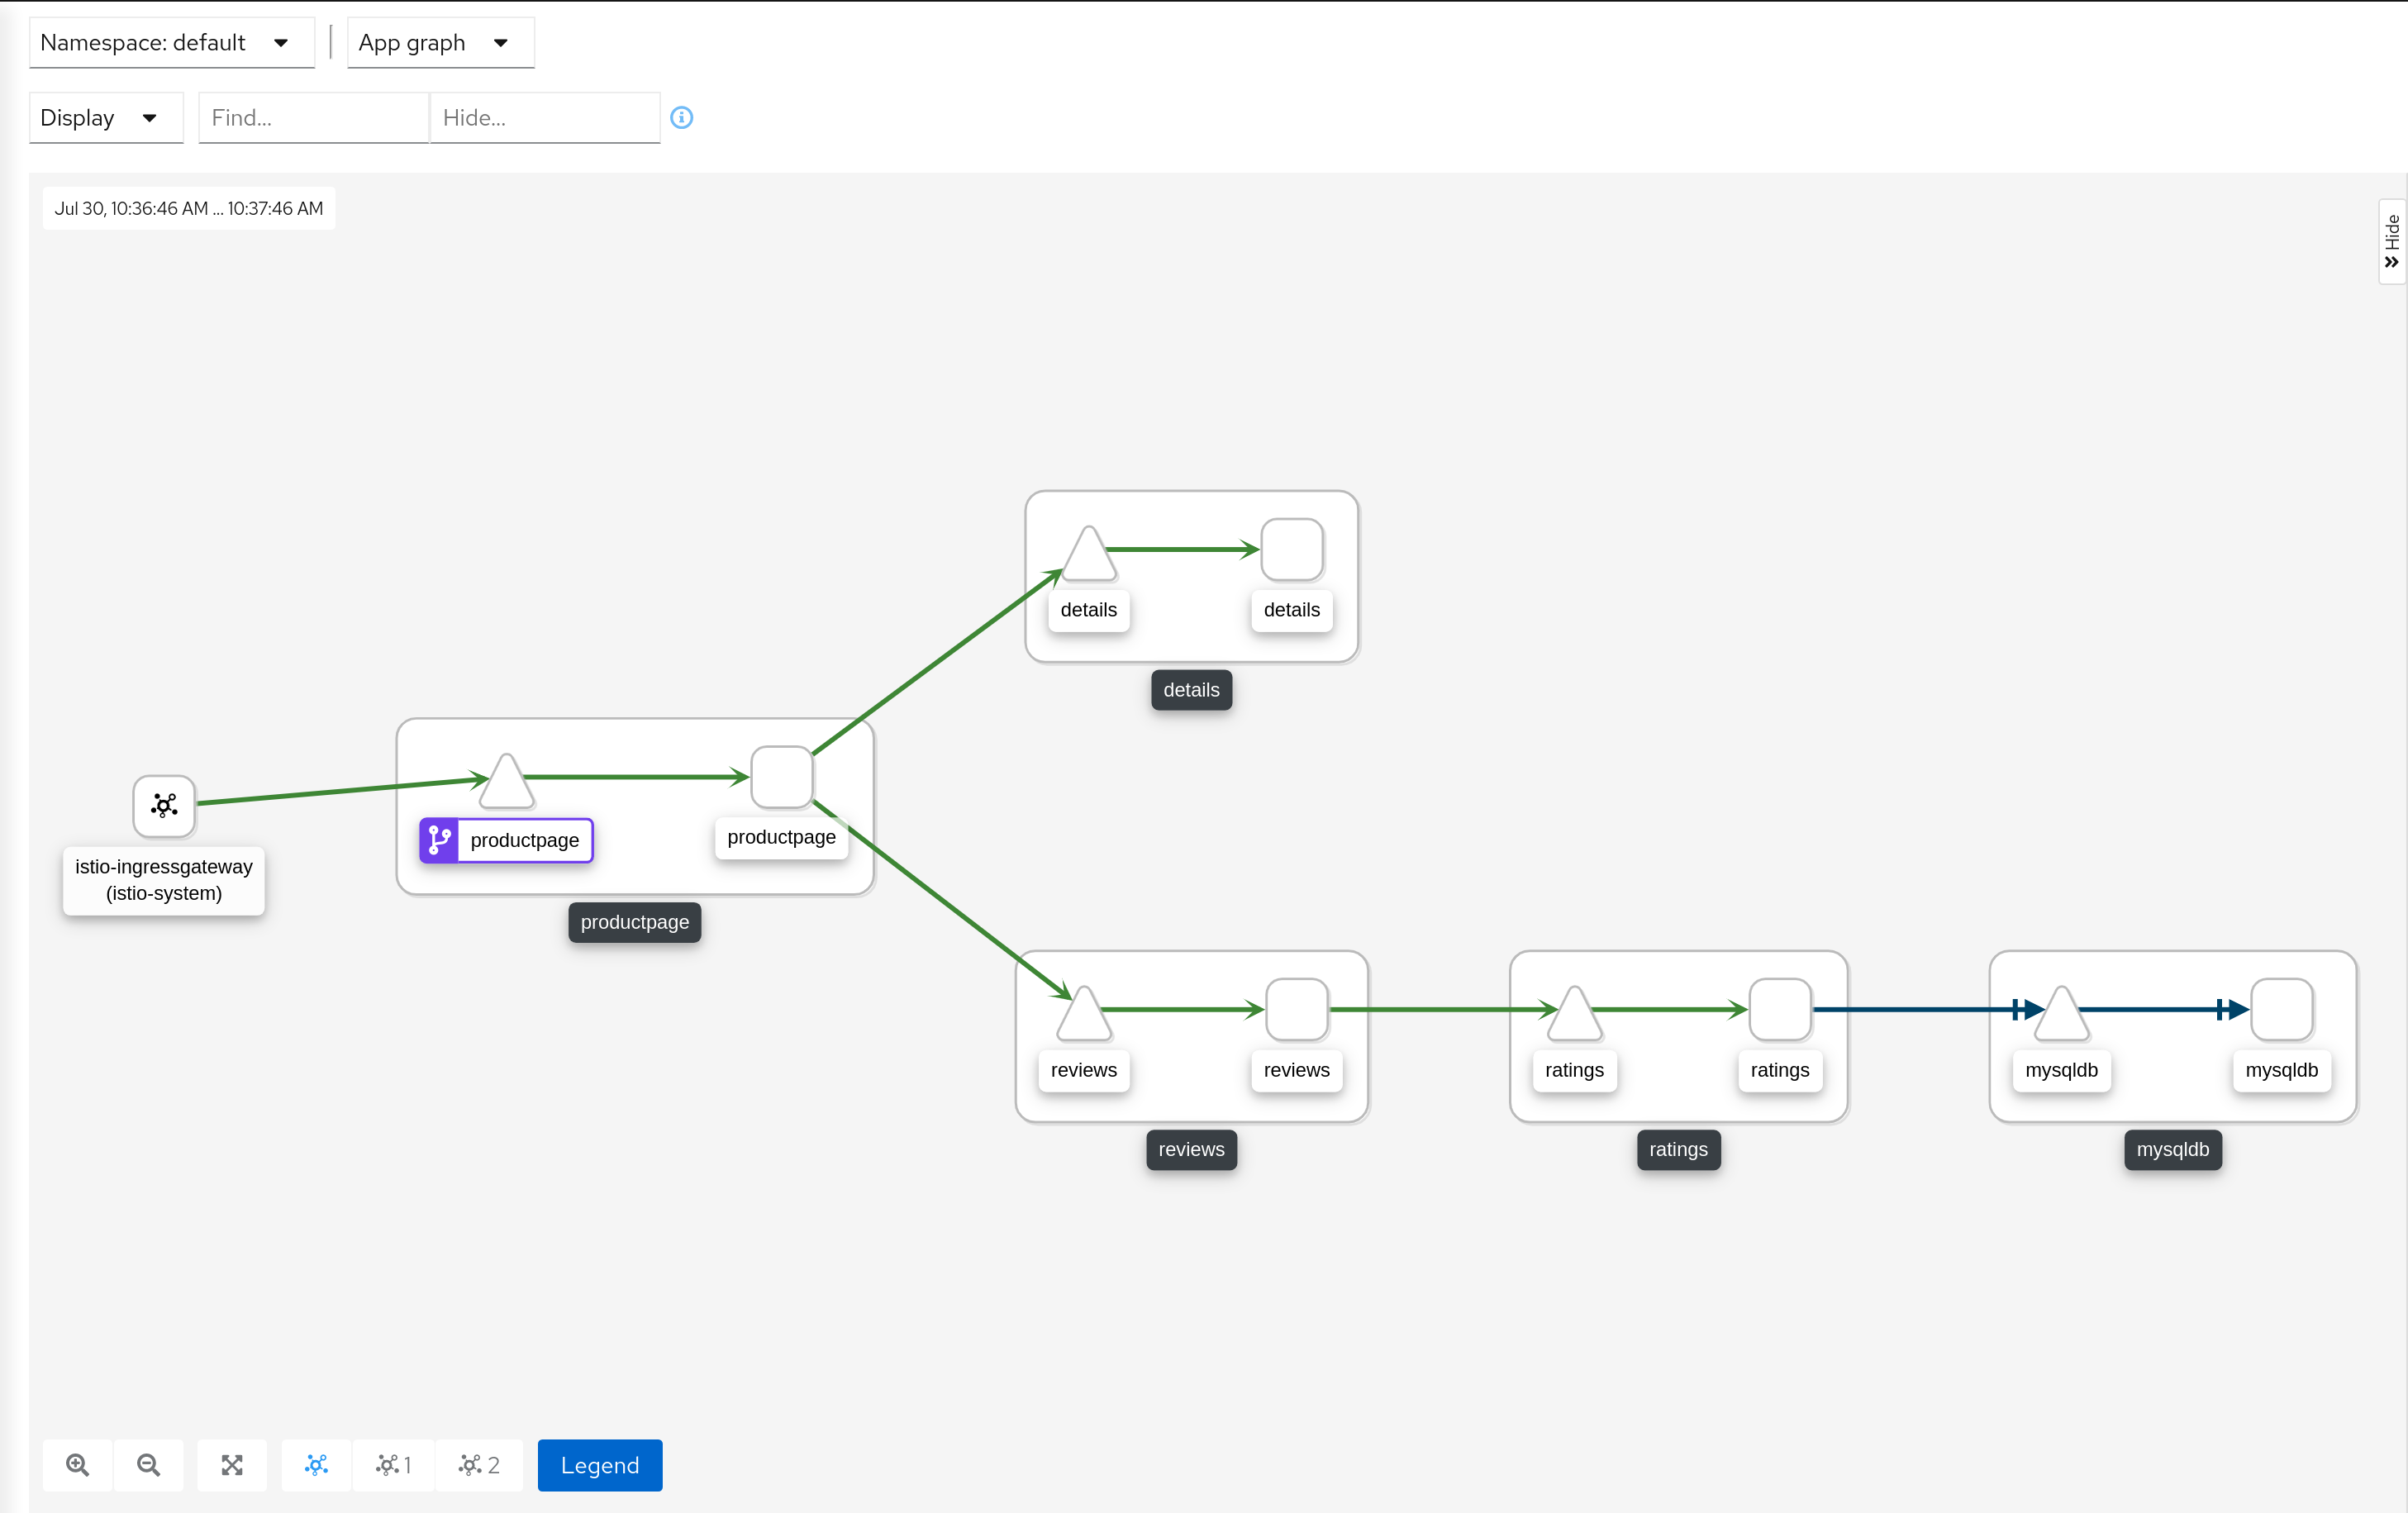 Namespace: default
App graph
Display
Find...
Hide...
Jul 30, 10:36:46 AM ... 10:37:46 AM
Hide
details
details
details
productpage
productpage
istio-ingressgateway
(istio-system)
productpage
reviews
reviews
ratings
ratings
mysqldb
mysqldb
reviews
ratings
mysqldb
1
2
Legend